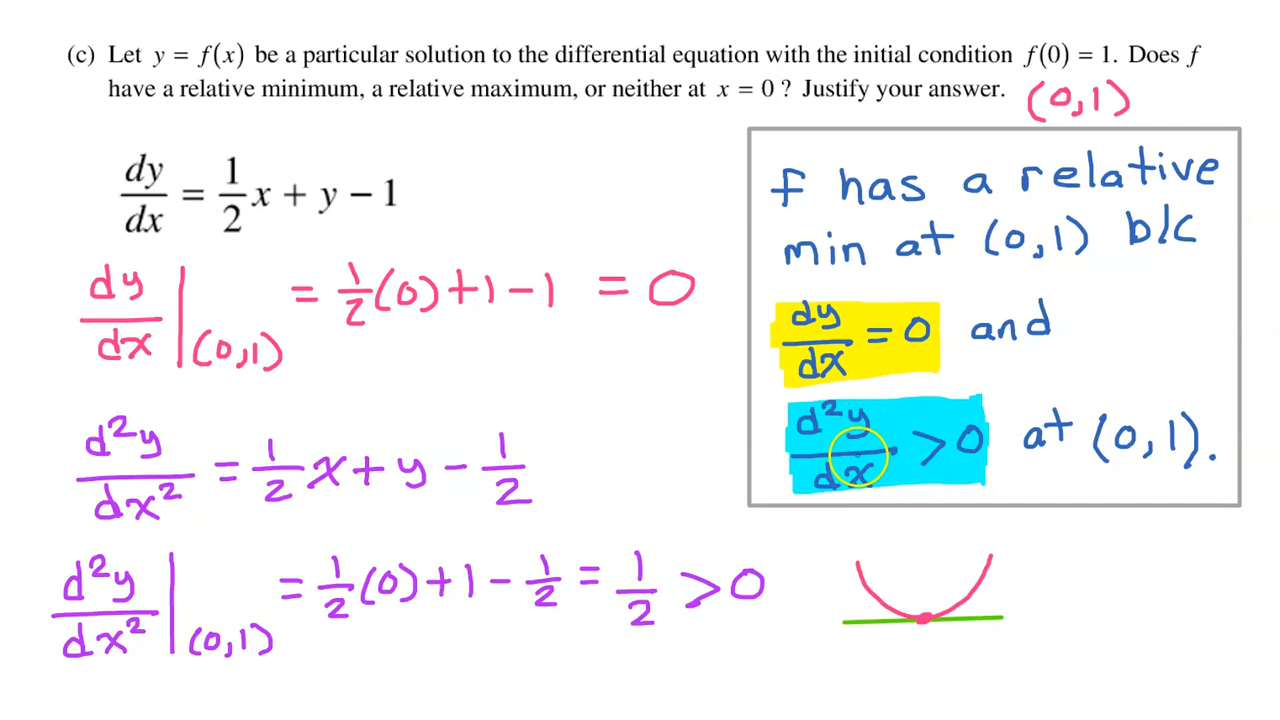 (c) Let y = f(x) be a particular solution to the differential equation with the initial condition f(0) = 1. Does f
have a relative minimum, a relative maximum, or neither at x = 0 ? Justify your answer.
(0,1)
dy/dx = 1/2 x + y − 1
dy/dx |(0,1) = 1/2(0)+1−1 = 0
d²y/dx² = 1/2 x + y − 1/2
d²y/dx² |(0,1) = 1/2(0)+1−1/2 = 1/2 > 0
f has a relative
min at (0,1) b/c
dy/dx = 0 and
d²y/dx > 0 at (0,1).